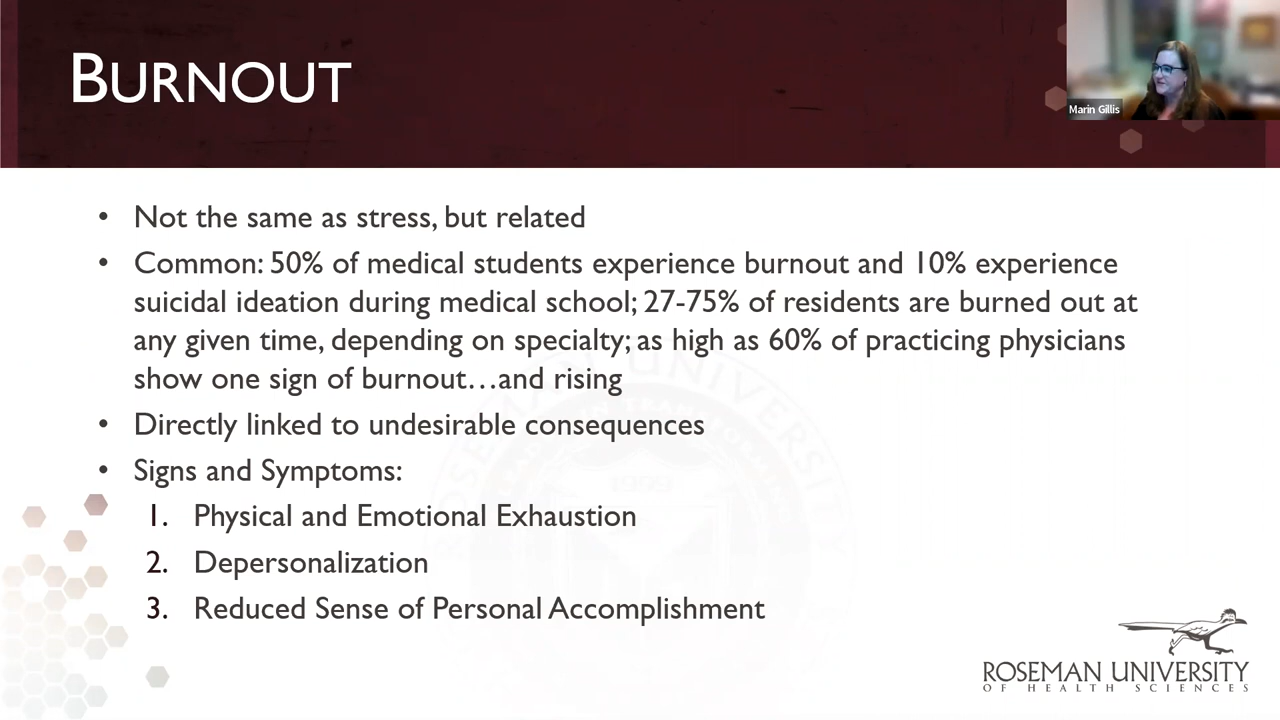 BURNOUT
Marin Gillis
• Not the same as stress, but related
• Common: 50% of medical students experience burnout and 10% experience
suicidal ideation during medical school; 27-75% of residents are burned out at
any given time, depending on specialty; as high as 60% of practicing physicians
show one sign of burnout…and rising
• Directly linked to undesirable consequences
• Signs and Symptoms:
1. Physical and Emotional Exhaustion
2. Depersonalization
3. Reduced Sense of Personal Accomplishment
ROSEMAN UNIVERSITY
OF HEALTH SCIENCES